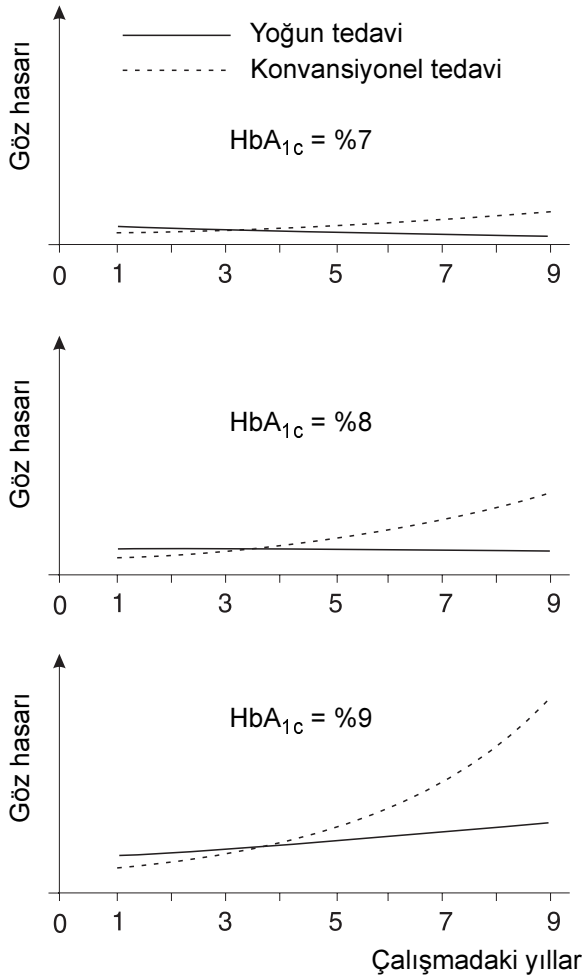 Yoğun tedavi
Konvansiyonel tedavi
Göz hasarı
HbA1c = %7
0 1 3 5 7 9
Göz hasarı
HbA1c = %8
0 1 3 5 7 9
Göz hasarı
HbA1c = %9
0 1 3 5 7 9
Çalışmadaki yıllar